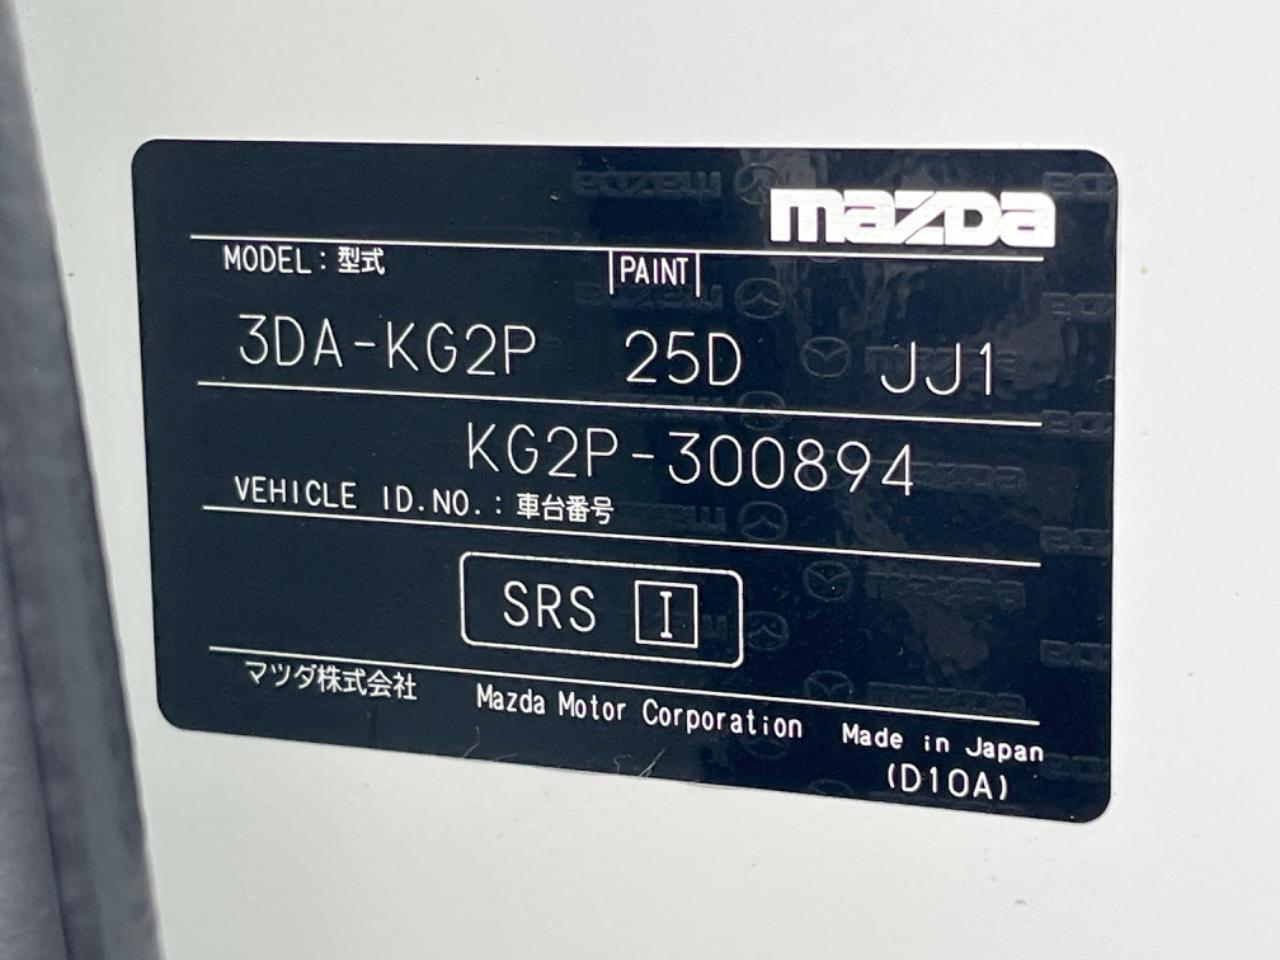 mazda
MODEL：型式 PAINT
3DA-KG2P 25D JJ1
KG2P-300894
VEHICLE ID.NO.：車台番号
SRS I
マツダ株式会社 Mazda Motor Corporation Made in Japan
(D10A)